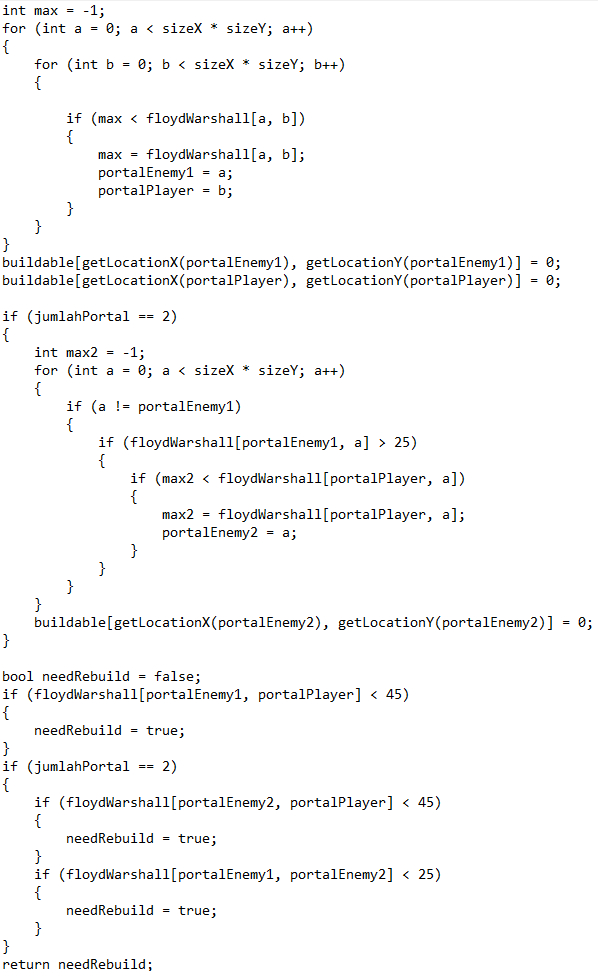 int max = -1;
for (int a = 0; a < sizeX * sizeY; a++)
{
    for (int b = 0; b < sizeX * sizeY; b++)
    {

        if (max < floydWarshall[a, b])
        {
            max = floydWarshall[a, b];
            portalEnemy1 = a;
            portalPlayer = b;
        }
    }
}
buildable[getLocationX(portalEnemy1), getLocationY(portalEnemy1)] = 0;
buildable[getLocationX(portalPlayer), getLocationY(portalPlayer)] = 0;

if (jumlahPortal == 2)
{
    int max2 = -1;
    for (int a = 0; a < sizeX * sizeY; a++)
    {
        if (a != portalEnemy1)
        {
            if (floydWarshall[portalEnemy1, a] > 25)
            {
                if (max2 < floydWarshall[portalPlayer, a])
                {
                    max2 = floydWarshall[portalPlayer, a];
                    portalEnemy2 = a;
                }
            }
        }
    }
    buildable[getLocationX(portalEnemy2), getLocationY(portalEnemy2)] = 0;
}

bool needRebuild = false;
if (floydWarshall[portalEnemy1, portalPlayer] < 45)
{
    needRebuild = true;
}
if (jumlahPortal == 2)
{
    if (floydWarshall[portalEnemy2, portalPlayer] < 45)
    {
        needRebuild = true;
    }
    if (floydWarshall[portalEnemy1, portalEnemy2] < 25)
    {
        needRebuild = true;
    }
}
return needRebuild;